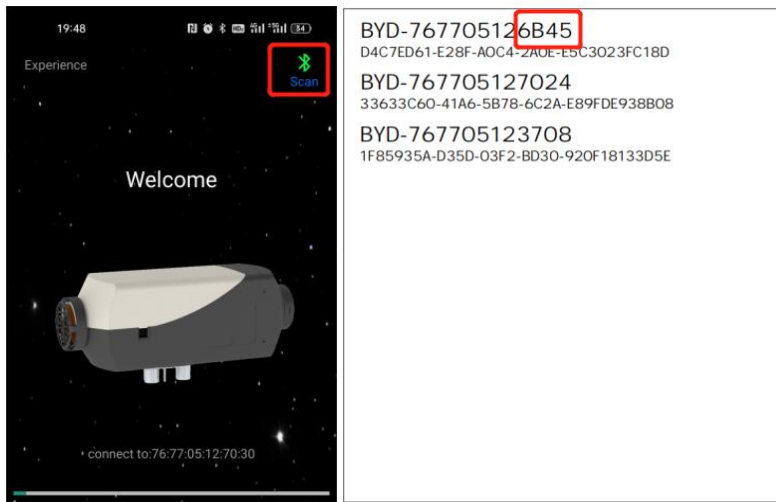 19:48
34
Experience
Scan
Welcome
connect to:76:77:05:12:70:30
BYD-767705126B45
D4C7ED61-E28F-A0C4-2A0E-E5C3023FC18D
BYD-767705127024
33633C60-41A6-5B78-6C2A-E89FDE938B08
BYD-767705123708
1F85935A-D35D-03F2-BD30-920F18133D5E